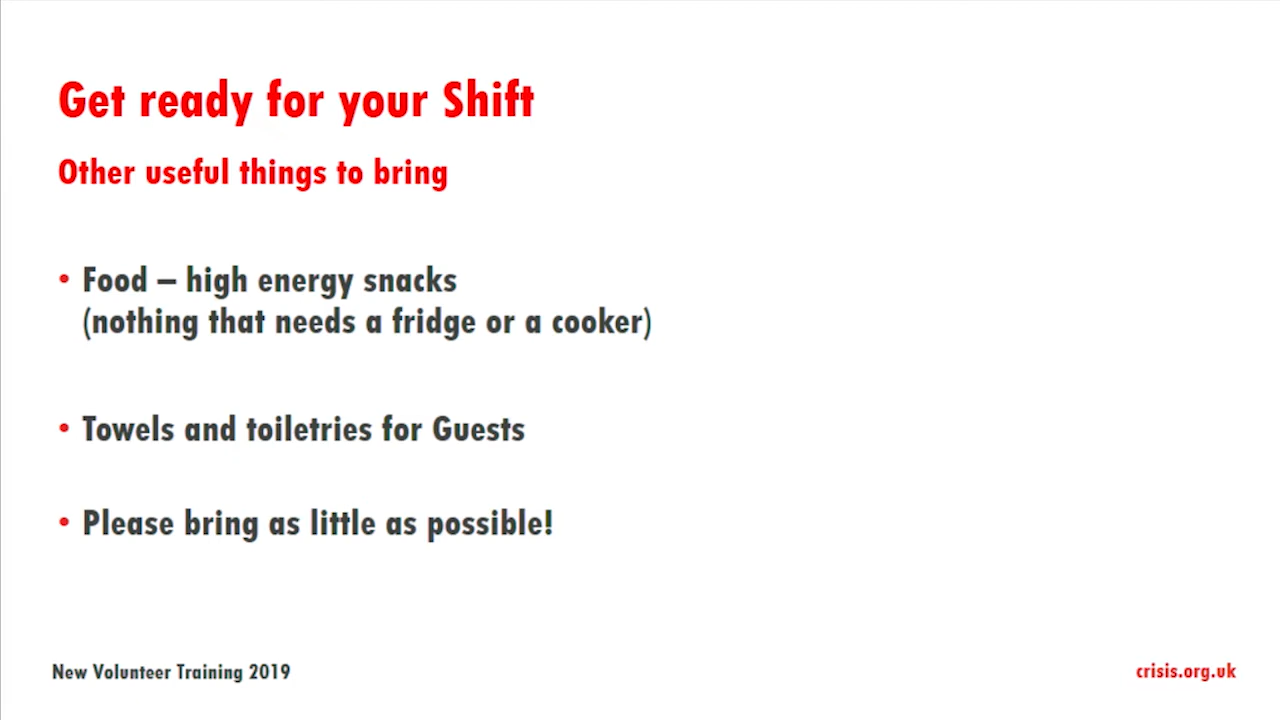 Get ready for your Shift
Other useful things to bring
• Food – high energy snacks
(nothing that needs a fridge or a cooker)
• Towels and toiletries for Guests
• Please bring as little as possible!
New Volunteer Training 2019
crisis.org.uk